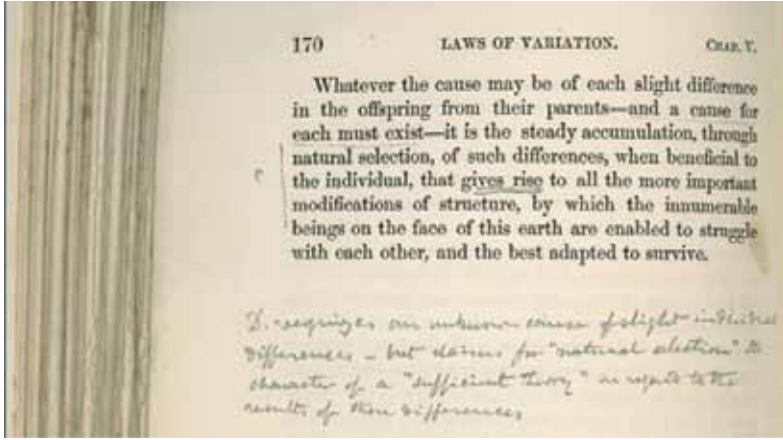 170 LAWS OF VARIATION. CHAP. V.
Whatever the cause may be of each slight difference
in the offspring from their parents—and a cause for
each must exist—it is the steady accumulation, through
natural selection, of such differences, when beneficial to
the individual, that gives rise to all the more important
modifications of structure, by which the innumerable
beings on the face of this earth are enabled to struggle
with each other, and the best adapted to survive.
D. recognizes an unknown cause of slight individual
differences – but claims for "natural selection" the
character of a "sufficient theory" in regard to the
results of those differences